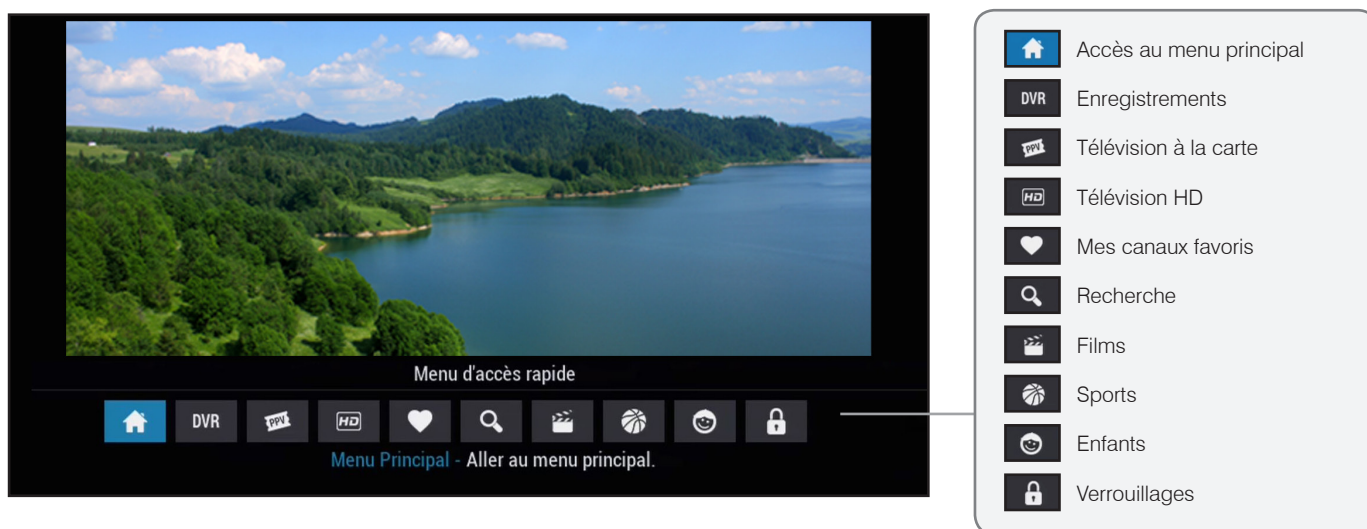 Menu d'accès rapide
DVR PPV HD
Menu Principal - Aller au menu principal.
Accès au menu principal
DVR Enregistrements
PPV Télévision à la carte
HD Télévision HD
Mes canaux favoris
Recherche
Films
Sports
Enfants
Verrouillages